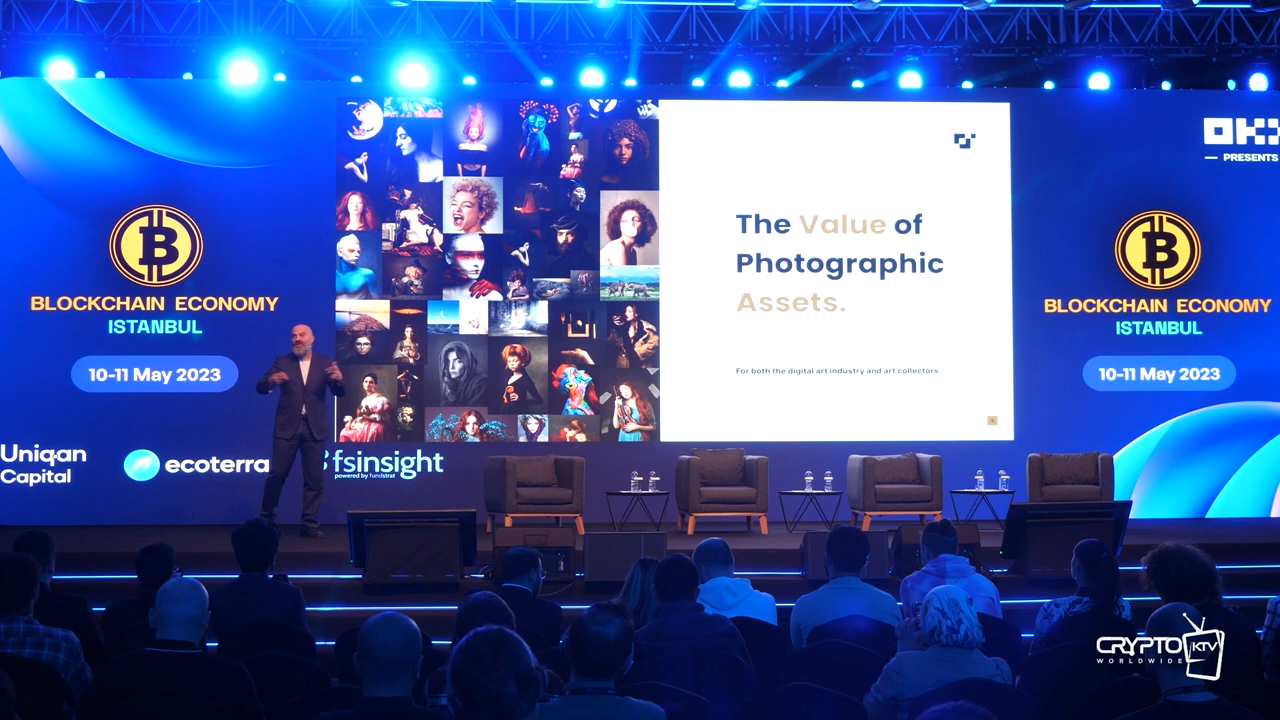 BLOCKCHAIN ECONOMY
ISTANBUL
10-11 May 2023
Uniqan
Capital
ecoterra
fsinsight
powered by fundstrat
The Value of
Photographic
Assets.
For both the digital art industry and art collectors.
PRESENTS
BLOCKCHAIN ECONOMY
ISTANBUL
10-11 May 2023
CRYPTO KTV
WORLDWIDE